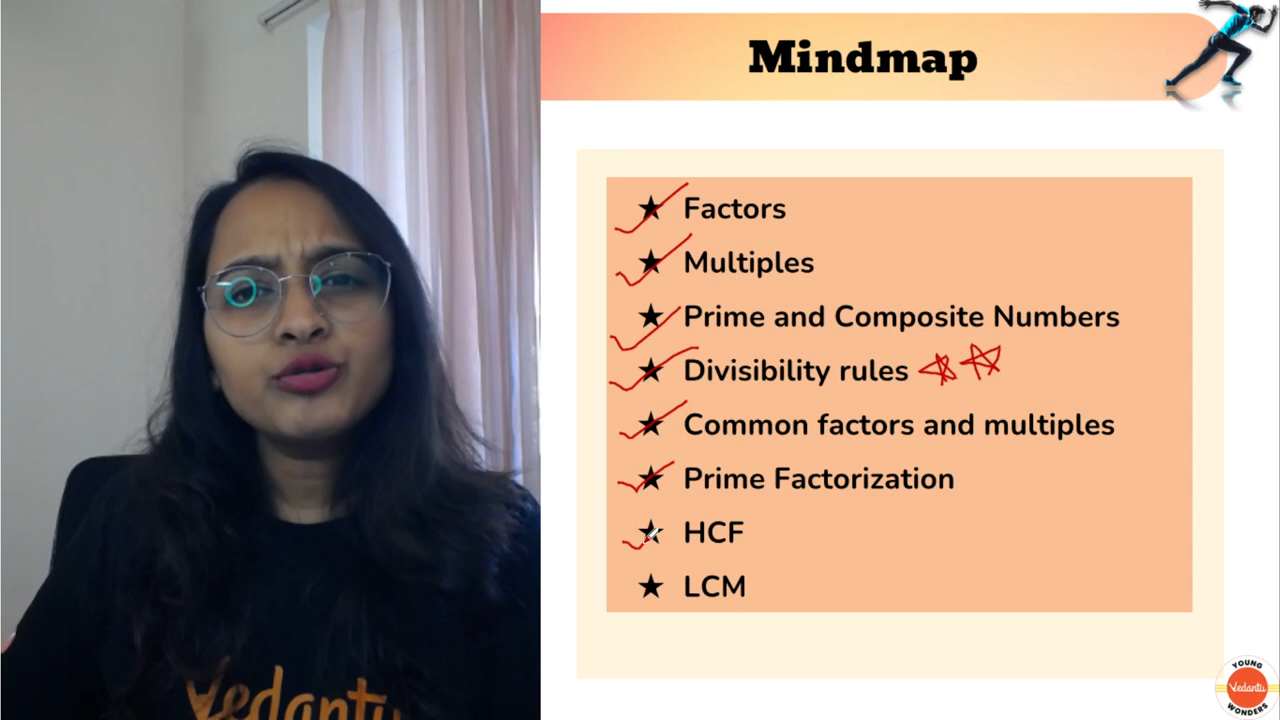 Mindmap
★ Factors
★ Multiples
★ Prime and Composite Numbers
★ Divisibility rules
★ Common factors and multiples
★ Prime Factorization
★ HCF
★ LCM
Vedantu
YOUNG
Vedantu
WONDERS